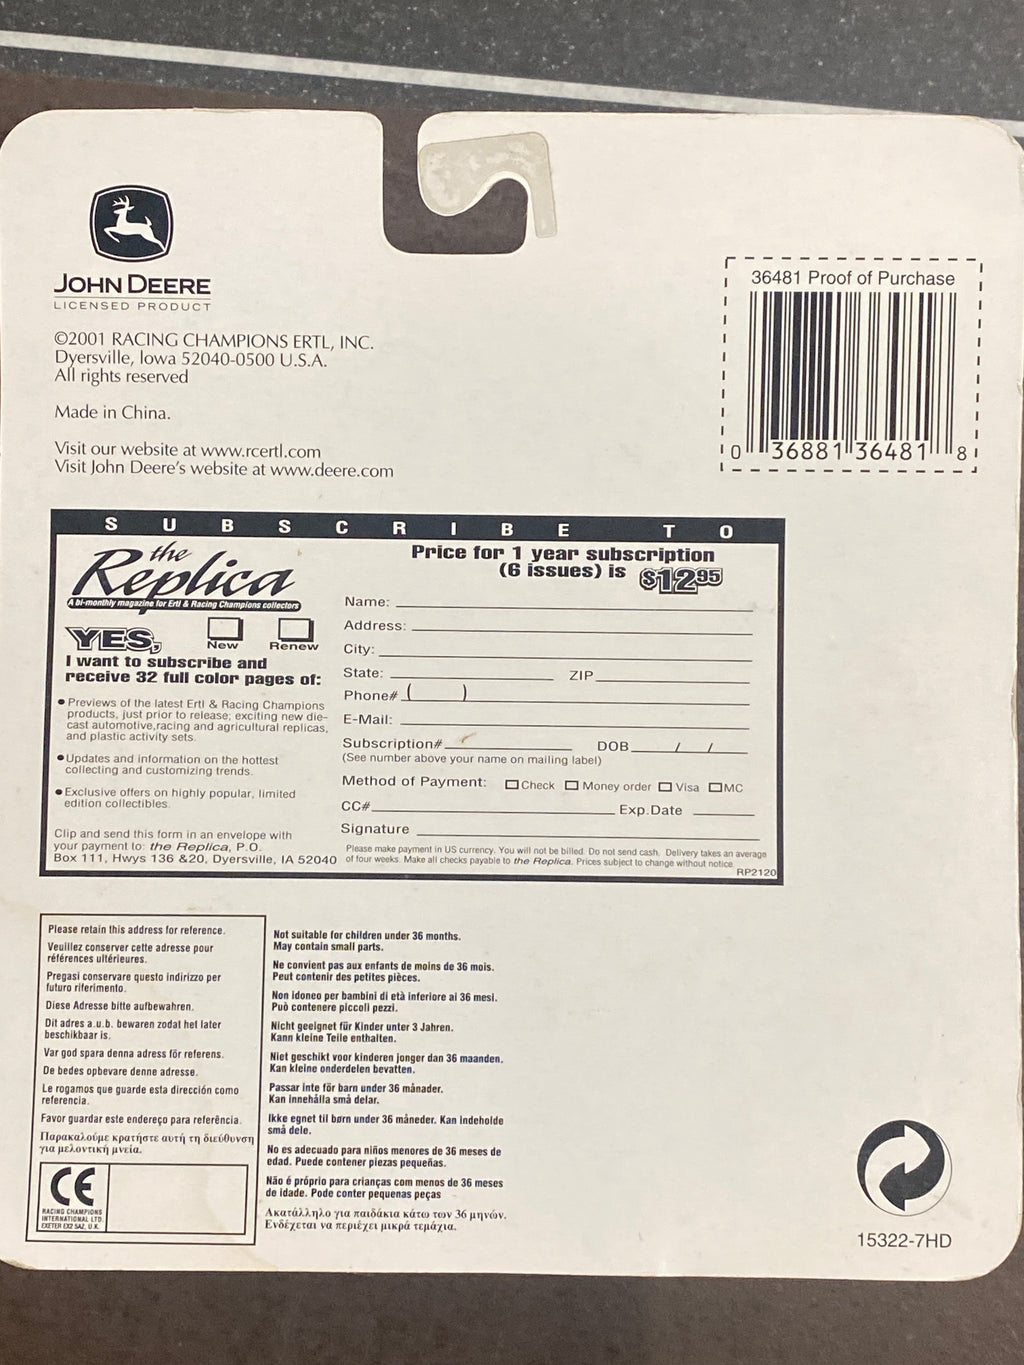 JOHN DEERE
LICENSED PRODUCT
©2001 RACING CHAMPIONS ERTL, INC.
Dyersville, Iowa 52040-0500 U.S.A.
All rights reserved
Made in China.
Visit our website at www.rcertl.com
Visit John Deere's website at www.deere.com
36481 Proof of Purchase
0 36881 36481 8
SUBSCRIBE TO
the
Replica
A bi-monthly magazine for Ertl & Racing Champions collectors
YES,
New Renew
I want to subscribe and
receive 32 full color pages of:
• Previews of the latest Ertl & Racing Champions
products, just prior to release; exciting new die-
cast automotive,racing and agricultural replicas,
and plastic activity sets.
• Updates and information on the hottest
collecting and customizing trends.
• Exclusive offers on highly popular, limited
edition collectibles.
Clip and send this form in an envelope with
your payment to: the Replica, P.O.
Box 111, Hwys 136 &20, Dyersville, IA 52040
Price for 1 year subscription
(6 issues) is $12.95
Name:
Address:
City:
State: ZIP
Phone# ( )
E-Mail:
Subscription# DOB / /
(See number above your name on mailing label)
Method of Payment: Check Money order Visa MC
CC# Exp.Date
Signature
Please make payment in US currency. You will not be billed. Do not send cash. Delivery takes an average
of four weeks. Make all checks payable to the Replica. Prices subject to change without notice.
RP2120
Please retain this address for reference.
Veuillez conserver cette adresse pour
références ultérieures.
Pregasi conservare questo indirizzo per
futuro riferimento.
Diese Adresse bitte aufbewahren.
Dit adres a.u.b. bewaren zodat het later
beschikbaar is.
Var god spara denna adress för referens.
De bedes opbevare denne adresse.
Le rogamos que guarde esta dirección como
referencia.
Favor guardar este endereço para referência.
Παρακαλούμε κρατήστε αυτή τη διεύθυνση
για μελοντική μνεία.
CE
RACING CHAMPIONS
INTERNATIONAL LTD.
EXETER EX2 8AZ, U.K.
Not suitable for children under 36 months.
May contain small parts.
Ne convient pas aux enfants de moins de 36 mois.
Peut contenir des petites pièces.
Non idoneo per bambini di età inferiore ai 36 mesi.
Può contenere piccoli pezzi.
Nicht geeignet für Kinder unter 3 Jahren.
Kann kleine Teile enthalten.
Niet geschikt voor kinderen jonger dan 36 maanden.
Kan kleine onderdelen bevatten.
Passar inte för barn under 36 månader.
Kan innehålla små delar.
Ikke egnet til børn under 36 måneder. Kan indeholde
små dele.
No es adecuado para niños menores de 36 meses de
edad. Puede contener piezas pequeñas.
Não é próprio para crianças com menos de 36 meses
de idade. Pode conter pequenas peças
Ακατάλληλο για παιδάκια κάτω των 36 μηνών.
Ενδέχεται να περιέχει μικρά τεμάχια.
15322-7HD